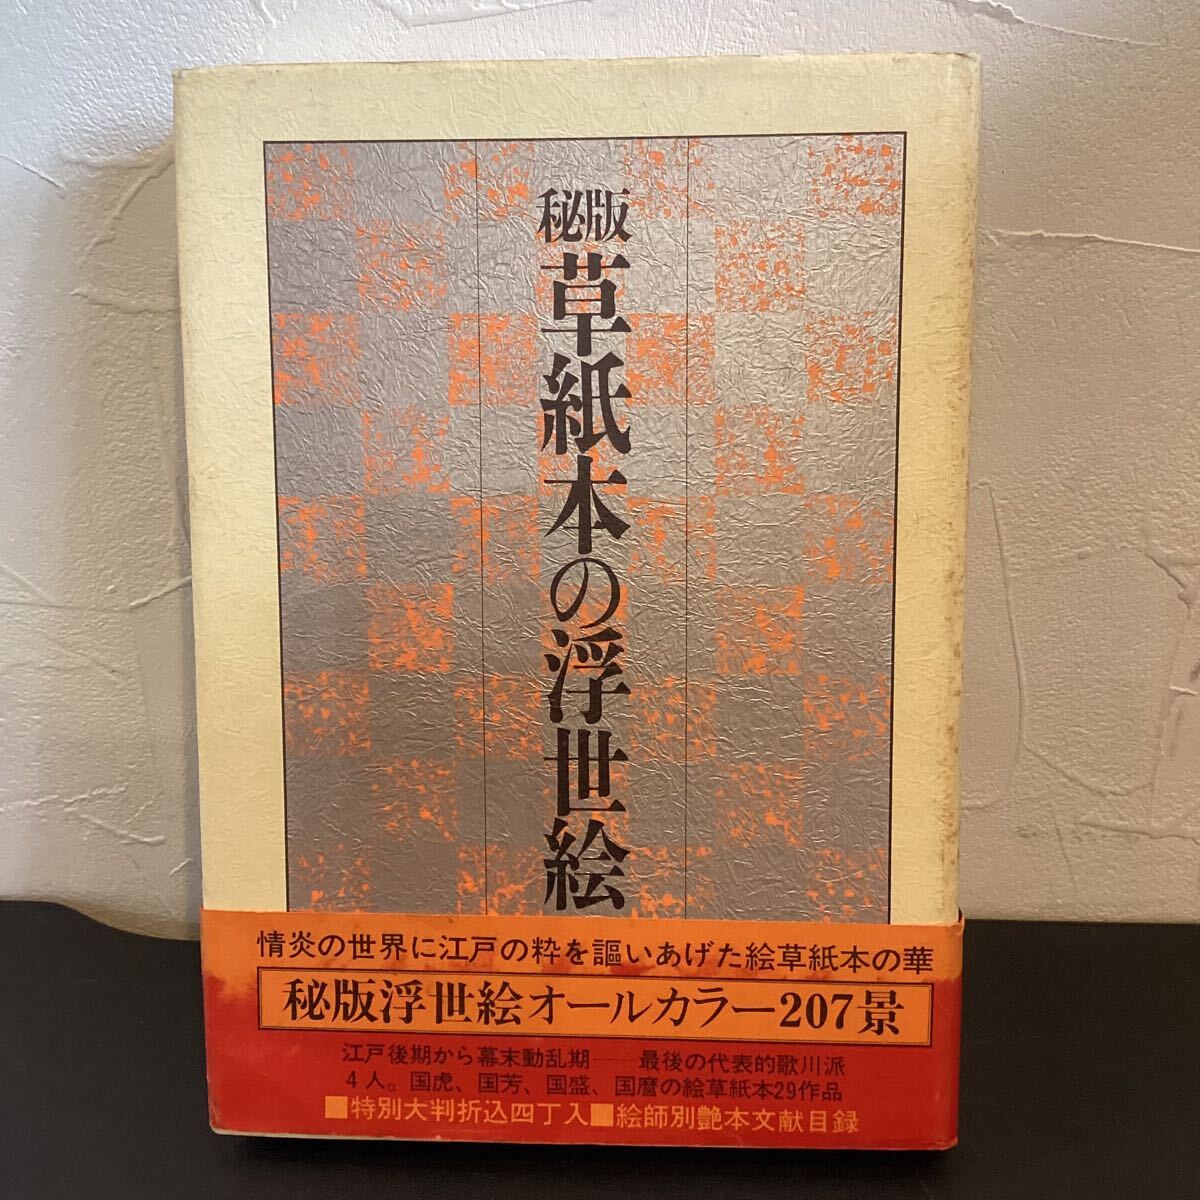 秘版
草紙本の浮世絵
情炎の世界に江戸の粋を謳いあげた絵草紙本の華
秘版浮世絵オールカラー207景
江戸後期から幕末動乱期――最後の代表的歌川派
4人。国虎、国芳、国盛、国麿の絵草紙本29作品
■特別大判折込四丁入■絵師別艶本文献目録